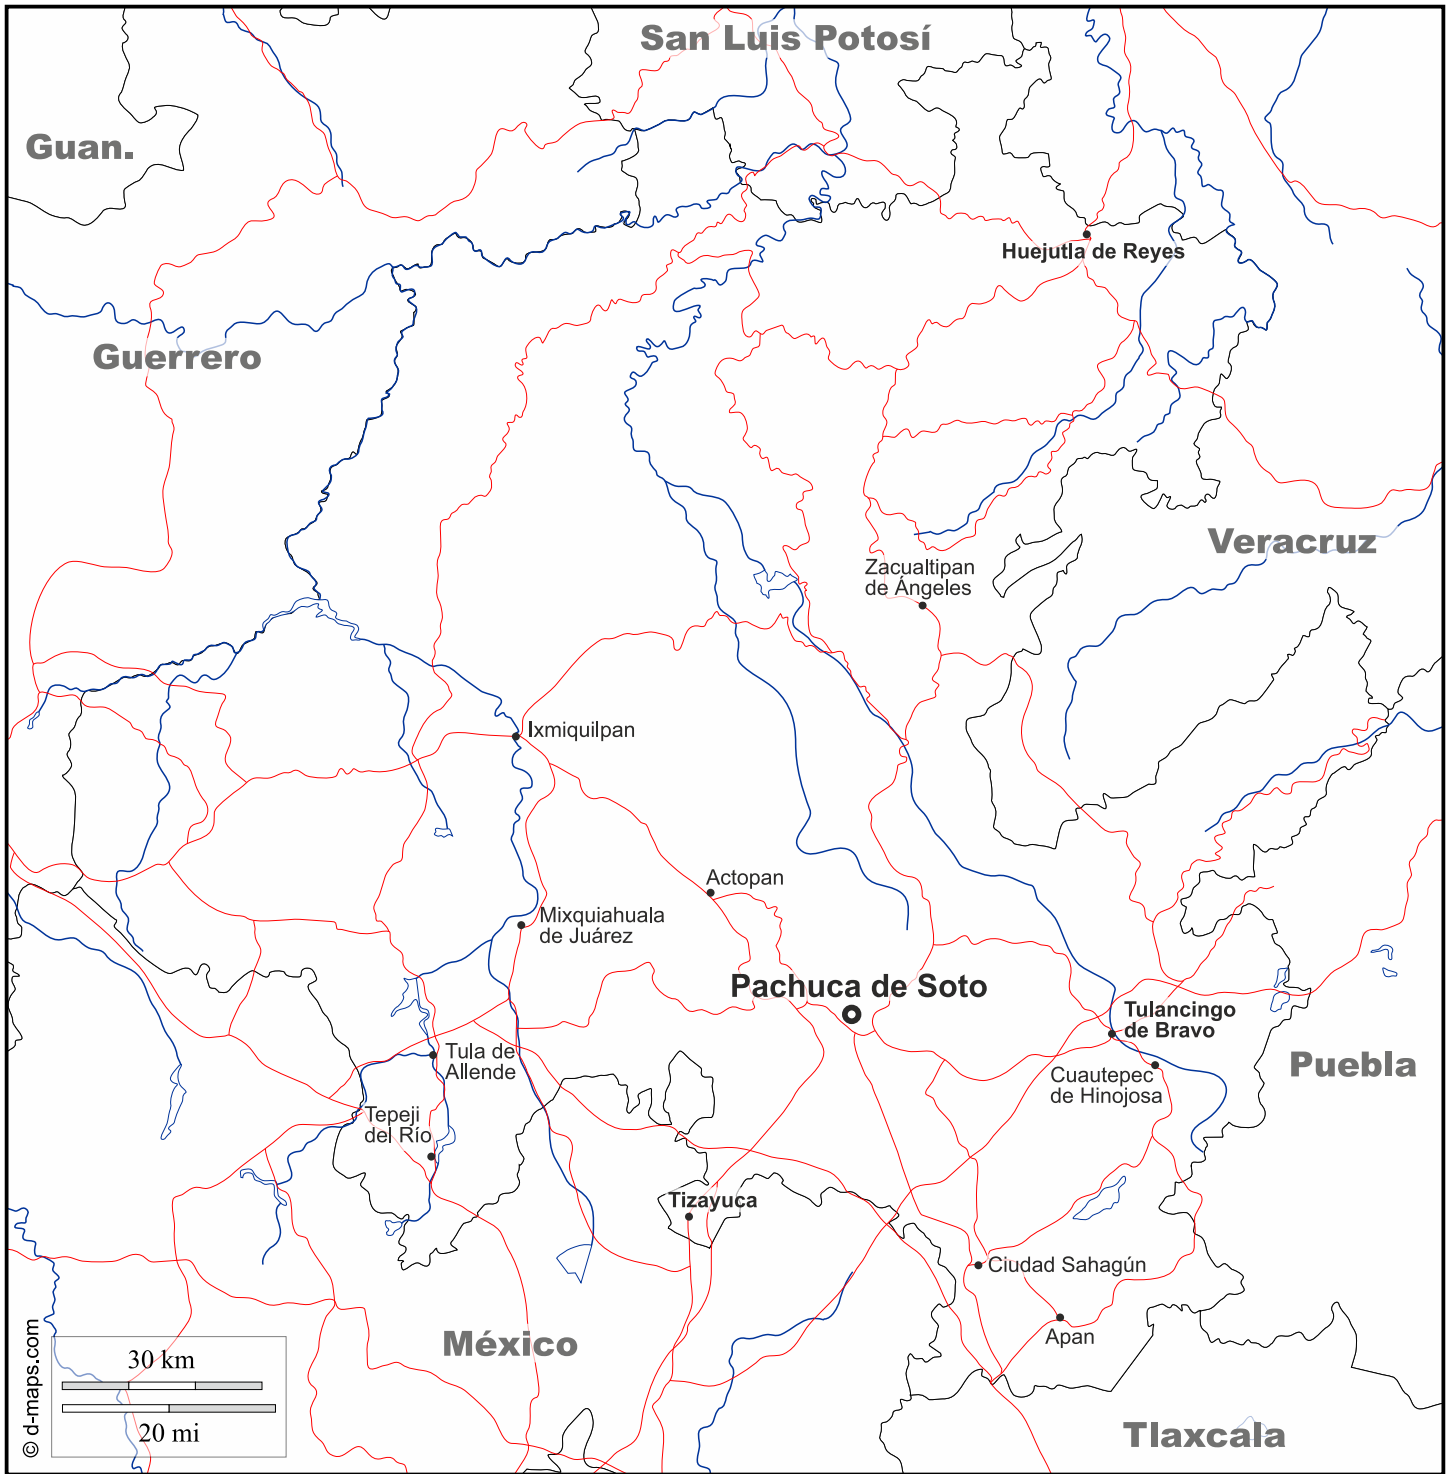 San Luis Potosí
Guan.
Huejutla de Reyes
Guerrero
Veracruz
Zacualtipan
de Ángeles
Ixmiquilpan
Actopan
Mixquiahuala
de Juárez
Pachuca de Soto
Tulancingo
de Bravo
Tula de
Allende
Puebla
Cuautepec
de Hinojosa
Tepeji
del Río
Tizayuca
Ciudad Sahagún
Apan
México
30 km
20 mi
Tlaxcala
© d-maps.com